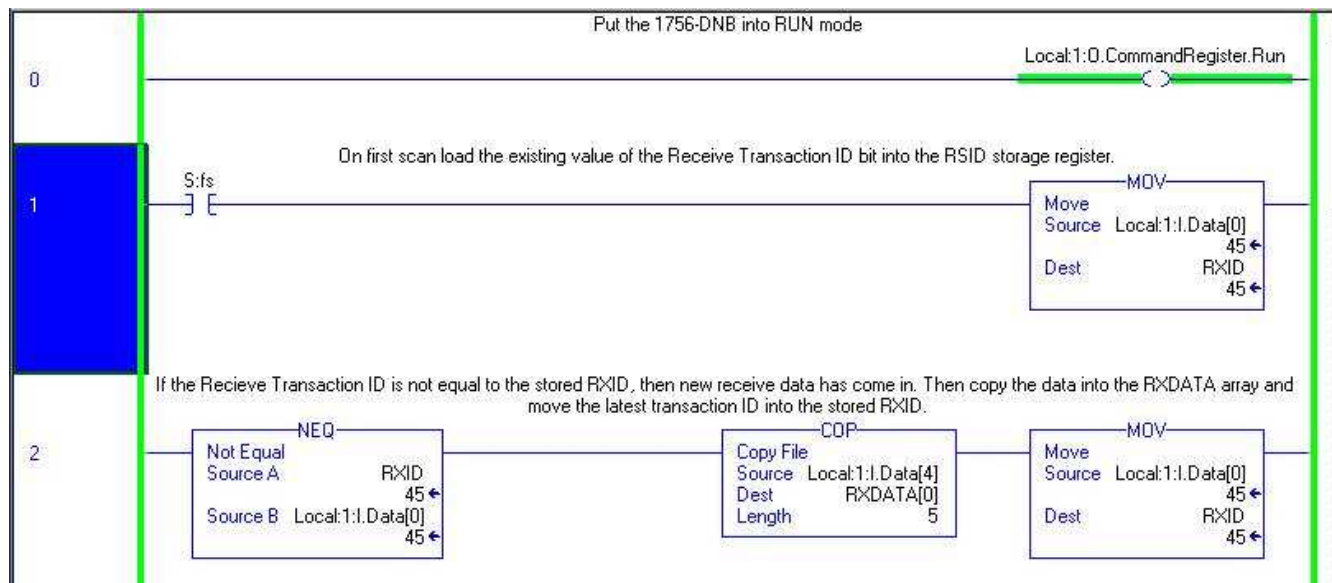 Put the 1756-DNB into RUN mode
Local:1:O.CommandRegister.Run
0
On first scan load the existing value of the Receive Transaction ID bit into the RSID storage register.
S:fs
1
MOV
Move
Source Local:1:I.Data[0]
45
Dest RXID
45
If the Recieve Transaction ID is not equal to the stored RXID, then new receive data has come in. Then copy the data into the RXDATA array and
move the latest transaction ID into the stored RXID.
2
NEQ
Not Equal
Source A RXID
45
Source B Local:1:I.Data[0]
45
COP
Copy File
Source Local:1:I.Data[4]
Dest RXDATA[0]
Length 5
MOV
Move
Source Local:1:I.Data[0]
45
Dest RXID
45